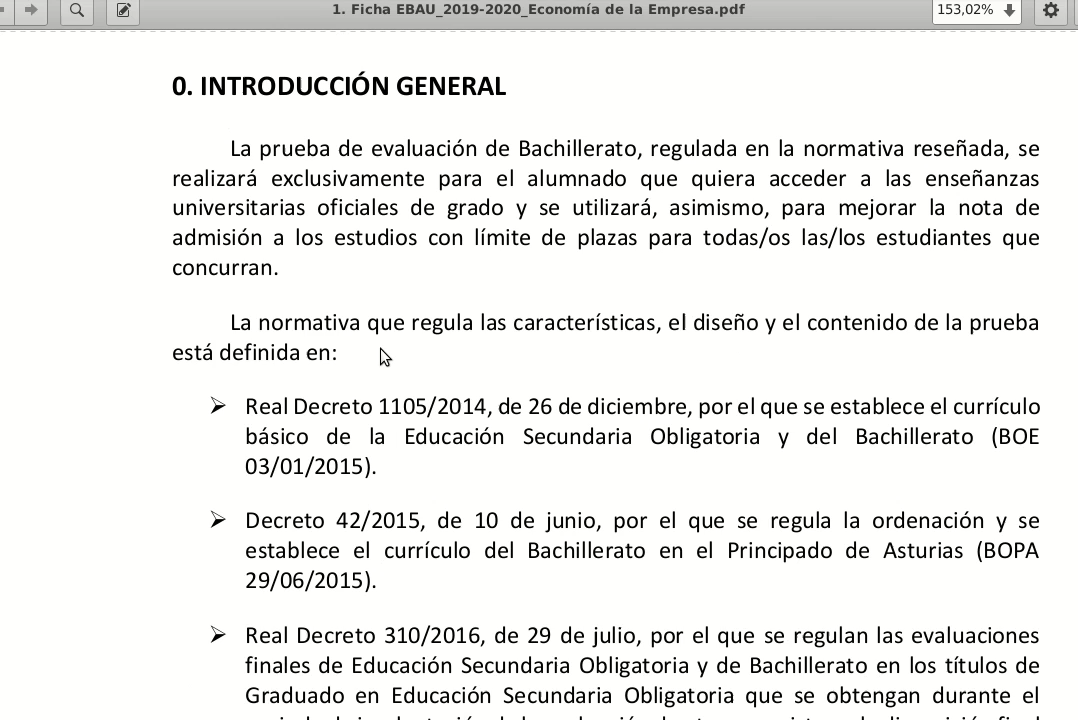 1. Ficha EBAU_2019-2020_Economía de la Empresa.pdf
153,02%
0. INTRODUCCIÓN GENERAL
La prueba de evaluación de Bachillerato, regulada en la normativa reseñada, se
realizará exclusivamente para el alumnado que quiera acceder a las enseñanzas
universitarias oficiales de grado y se utilizará, asimismo, para mejorar la nota de
admisión a los estudios con límite de plazas para todas/os las/los estudiantes que
concurran.
La normativa que regula las características, el diseño y el contenido de la prueba
está definida en:
➢ Real Decreto 1105/2014, de 26 de diciembre, por el que se establece el currículo
básico de la Educación Secundaria Obligatoria y del Bachillerato (BOE
03/01/2015).
➢ Decreto 42/2015, de 10 de junio, por el que se regula la ordenación y se
establece el currículo del Bachillerato en el Principado de Asturias (BOPA
29/06/2015).
➢ Real Decreto 310/2016, de 29 de julio, por el que se regulan las evaluaciones
finales de Educación Secundaria Obligatoria y de Bachillerato en los títulos de
Graduado en Educación Secundaria Obligatoria que se obtengan durante el